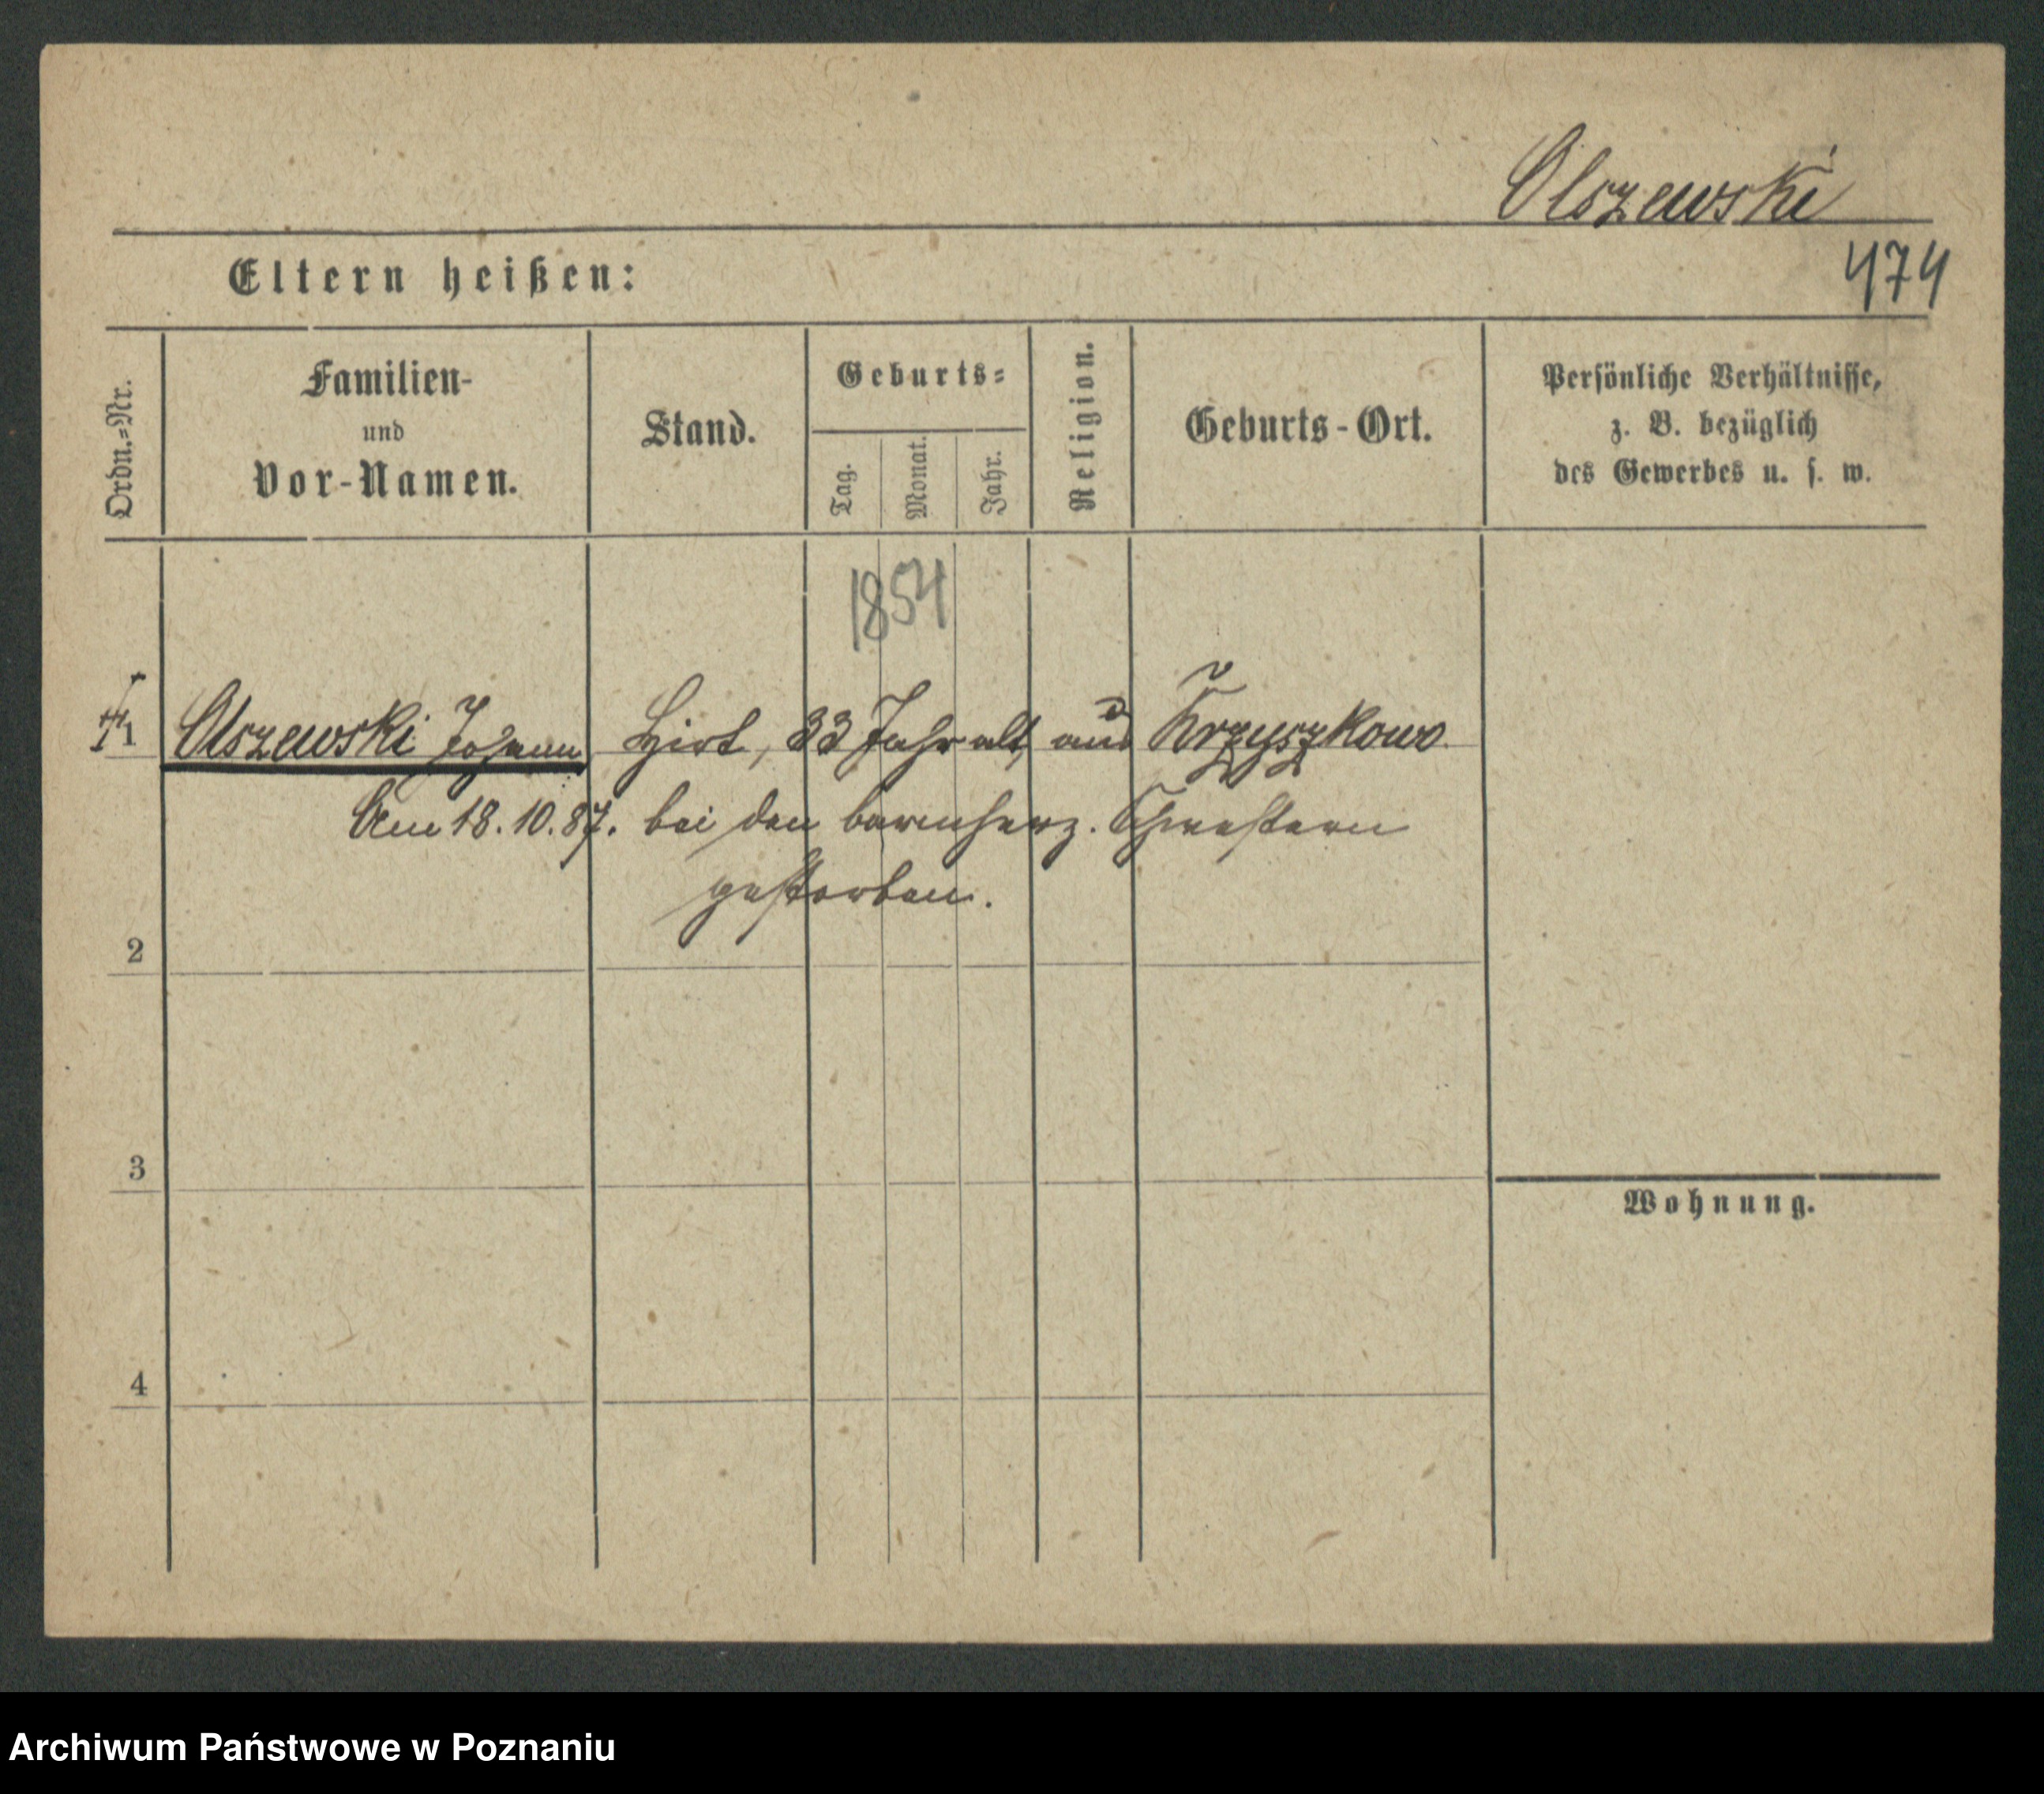 Olszewski
474
Eltern heißen:
Ordn.-Nr.
Familien-
und
Vor-Namen.
Stand.
Geburts-
Tag.
Monat.
Jahr.
Religion.
Geburts-Ort.
Persönliche Verhältnisse,
z. B. bezüglich
des Gewerbes u. s. w.
1854
1 Olszewski Johann Hirt, 33 Jahr alt, aus Krzyszkowo.
Am 18.10.87. bei den barmherz. Schwestern
gestorben.
2
3
Wohnung.
4
Archiwum Państwowe w Poznaniu